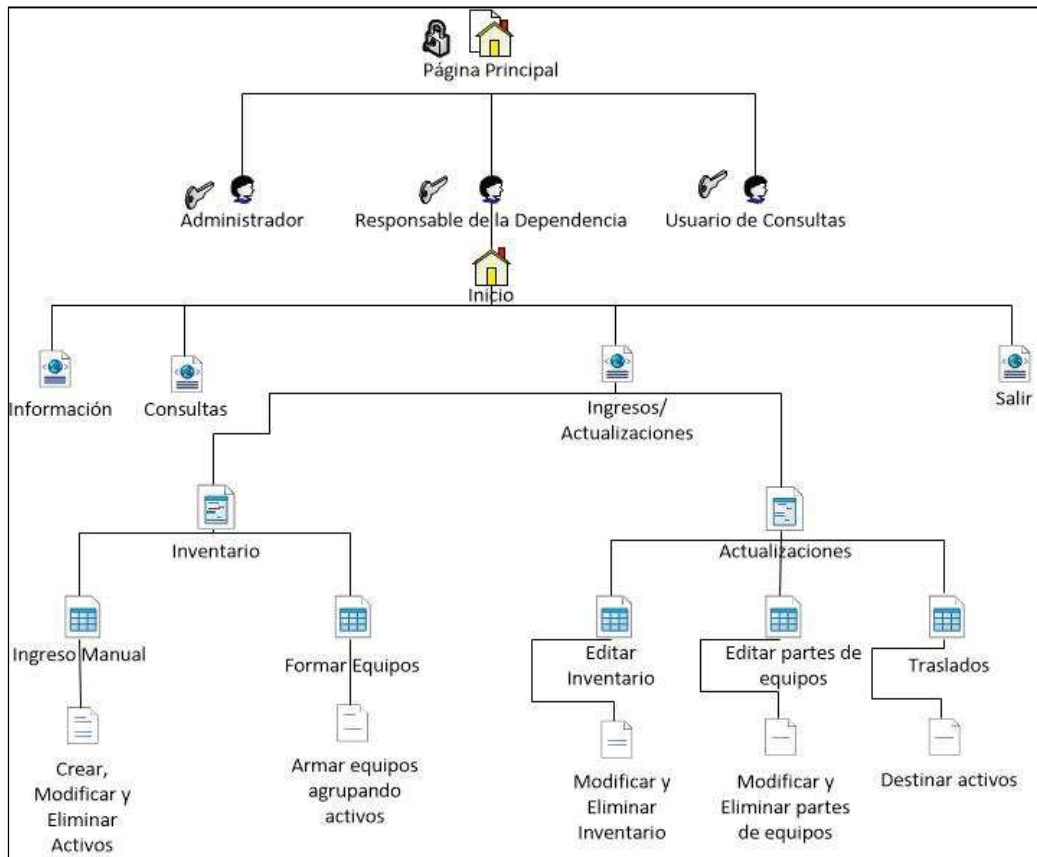 Página Principal
Administrador
Responsable de la Dependencia
Usuario de Consultas
Inicio
Información
Consultas
Ingresos/
Actualizaciones
Salir
Inventario
Actualizaciones
Ingreso Manual
Formar Equipos
Editar
Inventario
Editar partes de
equipos
Traslados
Crear,
Modificar y
Eliminar
Activos
Armar equipos
agrupando
activos
Modificar y
Eliminar
Inventario
Modificar y
Eliminar partes
de equipos
Destinar activos